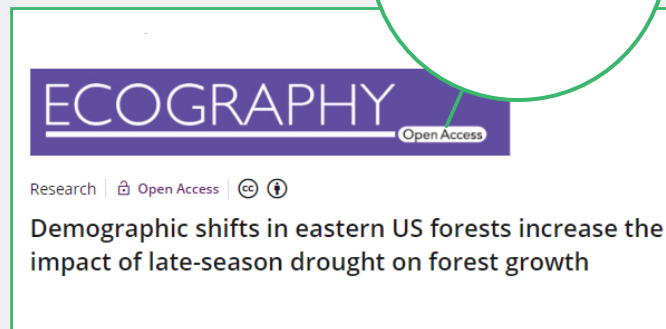 ECOGRAPHY
Open Access
Research Open Access cc
Demographic shifts in eastern US forests increase the
impact of late-season drought on forest growth